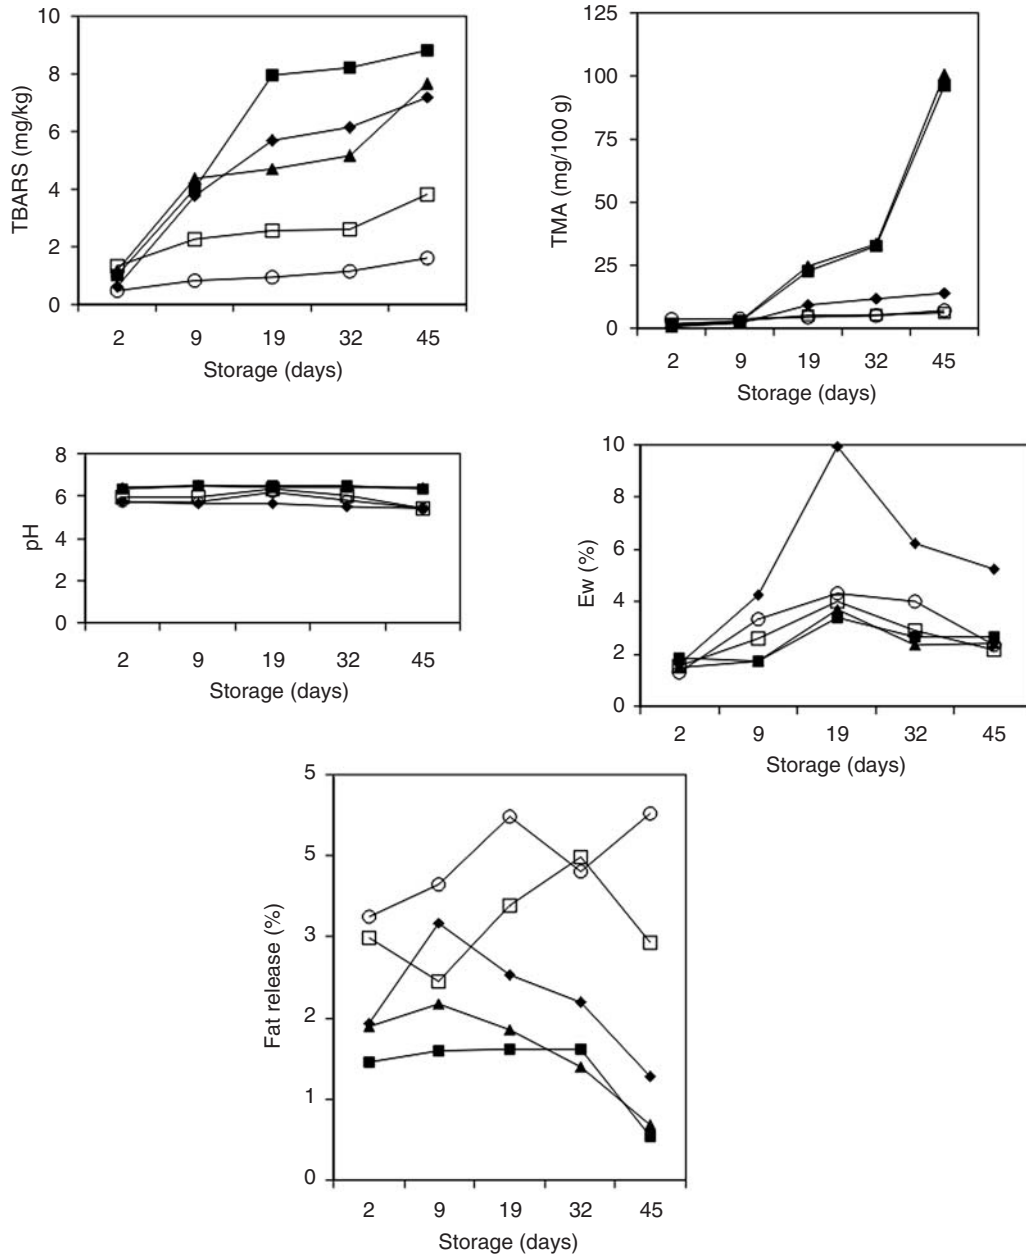 TBARS (mg/kg)
10
8
6
4
2
0
2 9 19 32 45
Storage (days)
TMA (mg/100 g)
125
100
75
50
25
0
2 9 19 32 45
Storage (days)
pH
8
6
4
2
0
2 9 19 32 45
Storage (days)
Ew (%)
10
8
6
4
2
0
2 9 19 32 45
Storage (days)
Fat release (%)
5
5
3
2
1
0
2 9 19 32 45
Storage (days)